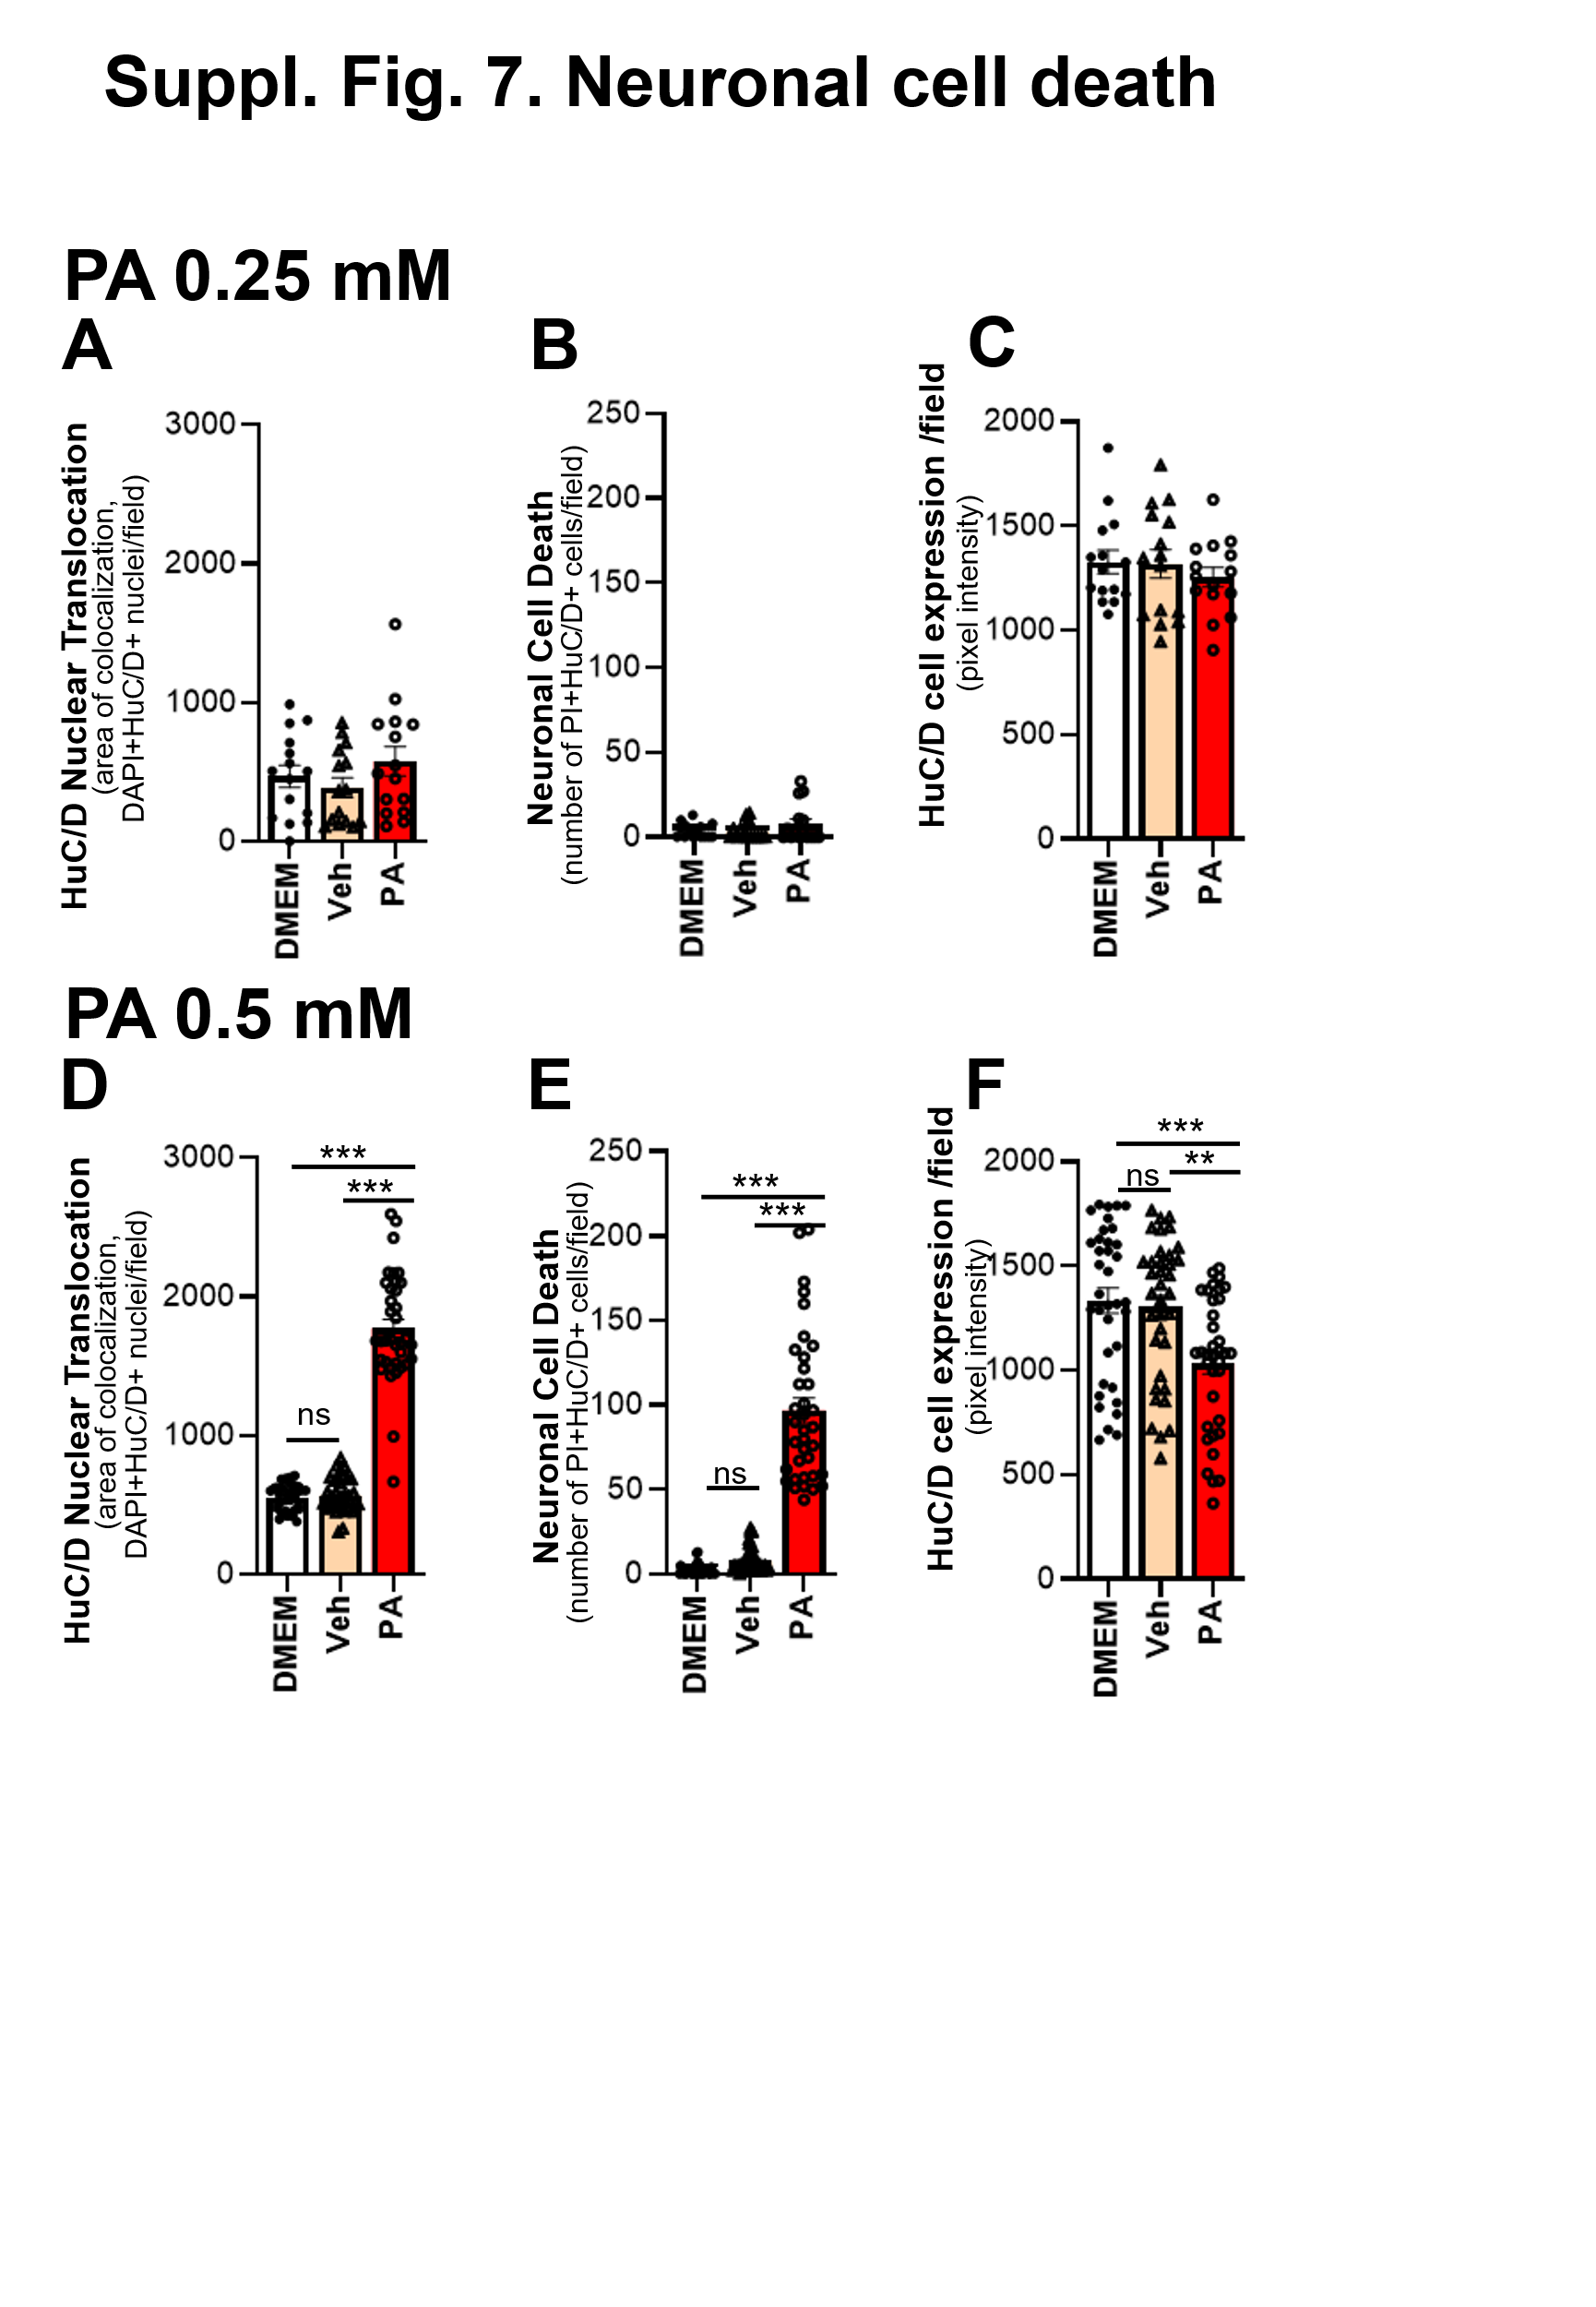 Suppl. Fig. 7. Neuronal cell death
PA 0.25 mM
A
HuC/D Nuclear Translocation
(area of colocalization,
DAPI+HuC/D+ nuclei/field)
3000
2000
1000
0
DMEM
Veh
PA
B
Neuronal Cell Death
(number of PI+HuC/D+ cells/field)
250
200
150
100
50
0
DMEM
Veh
PA
C
HuC/D cell expression /field
(pixel intensity)
2000
1500
1000
500
0
DMEM
Veh
PA
PA 0.5 mM
D
HuC/D Nuclear Translocation
(area of colocalization,
DAPI+HuC/D+ nuclei/field)
3000
2000
1000
0
***
***
ns
DMEM
Veh
PA
E
Neuronal Cell Death
(number of PI+HuC/D+ cells/field)
250
200
150
100
50
0
***
***
ns
DMEM
Veh
PA
F
HuC/D cell expression /field
(pixel intensity)
2000
1500
1000
500
0
***
**
ns
DMEM
Veh
PA